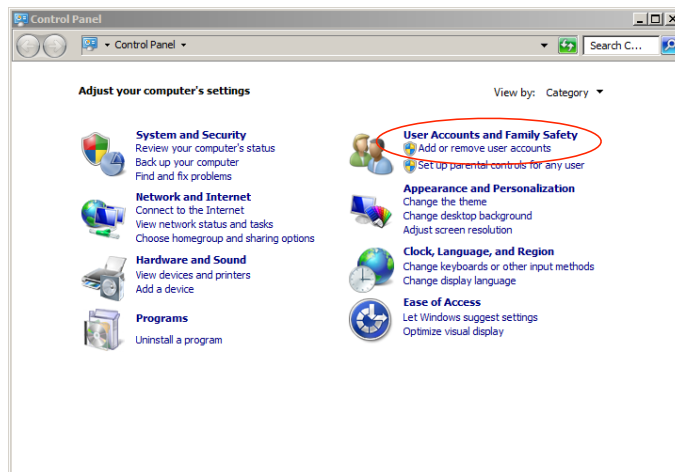 Control Panel
Control Panel
Search C...
Adjust your computer's settings
View by: Category
System and Security
Review your computer's status
Back up your computer
Find and fix problems
Network and Internet
Connect to the Internet
View network status and tasks
Choose homegroup and sharing options
Hardware and Sound
View devices and printers
Add a device
Programs
Uninstall a program
User Accounts and Family Safety
Add or remove user accounts
Set up parental controls for any user
Appearance and Personalization
Change the theme
Change desktop background
Adjust screen resolution
Clock, Language, and Region
Change keyboards or other input methods
Change display language
Ease of Access
Let Windows suggest settings
Optimize visual display